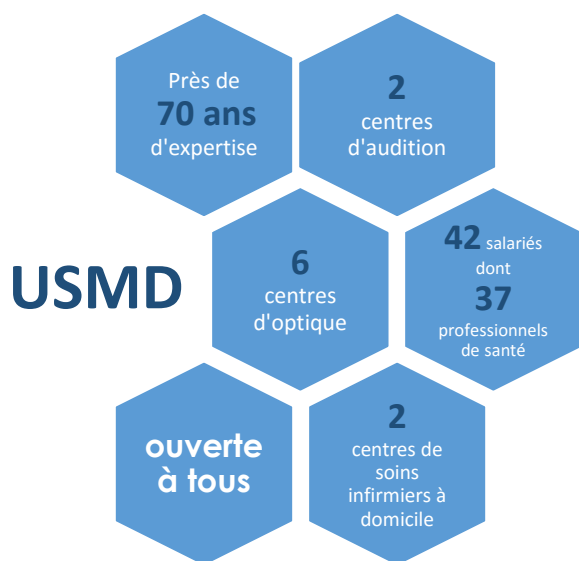 Près de
70 ans
d'expertise
2
centres
d'audition
USMD
6
centres
d'optique
42 salariés
dont
37
professionnels
de santé
ouverte
à tous
2
centres de
soins
infirmiers à
domicile